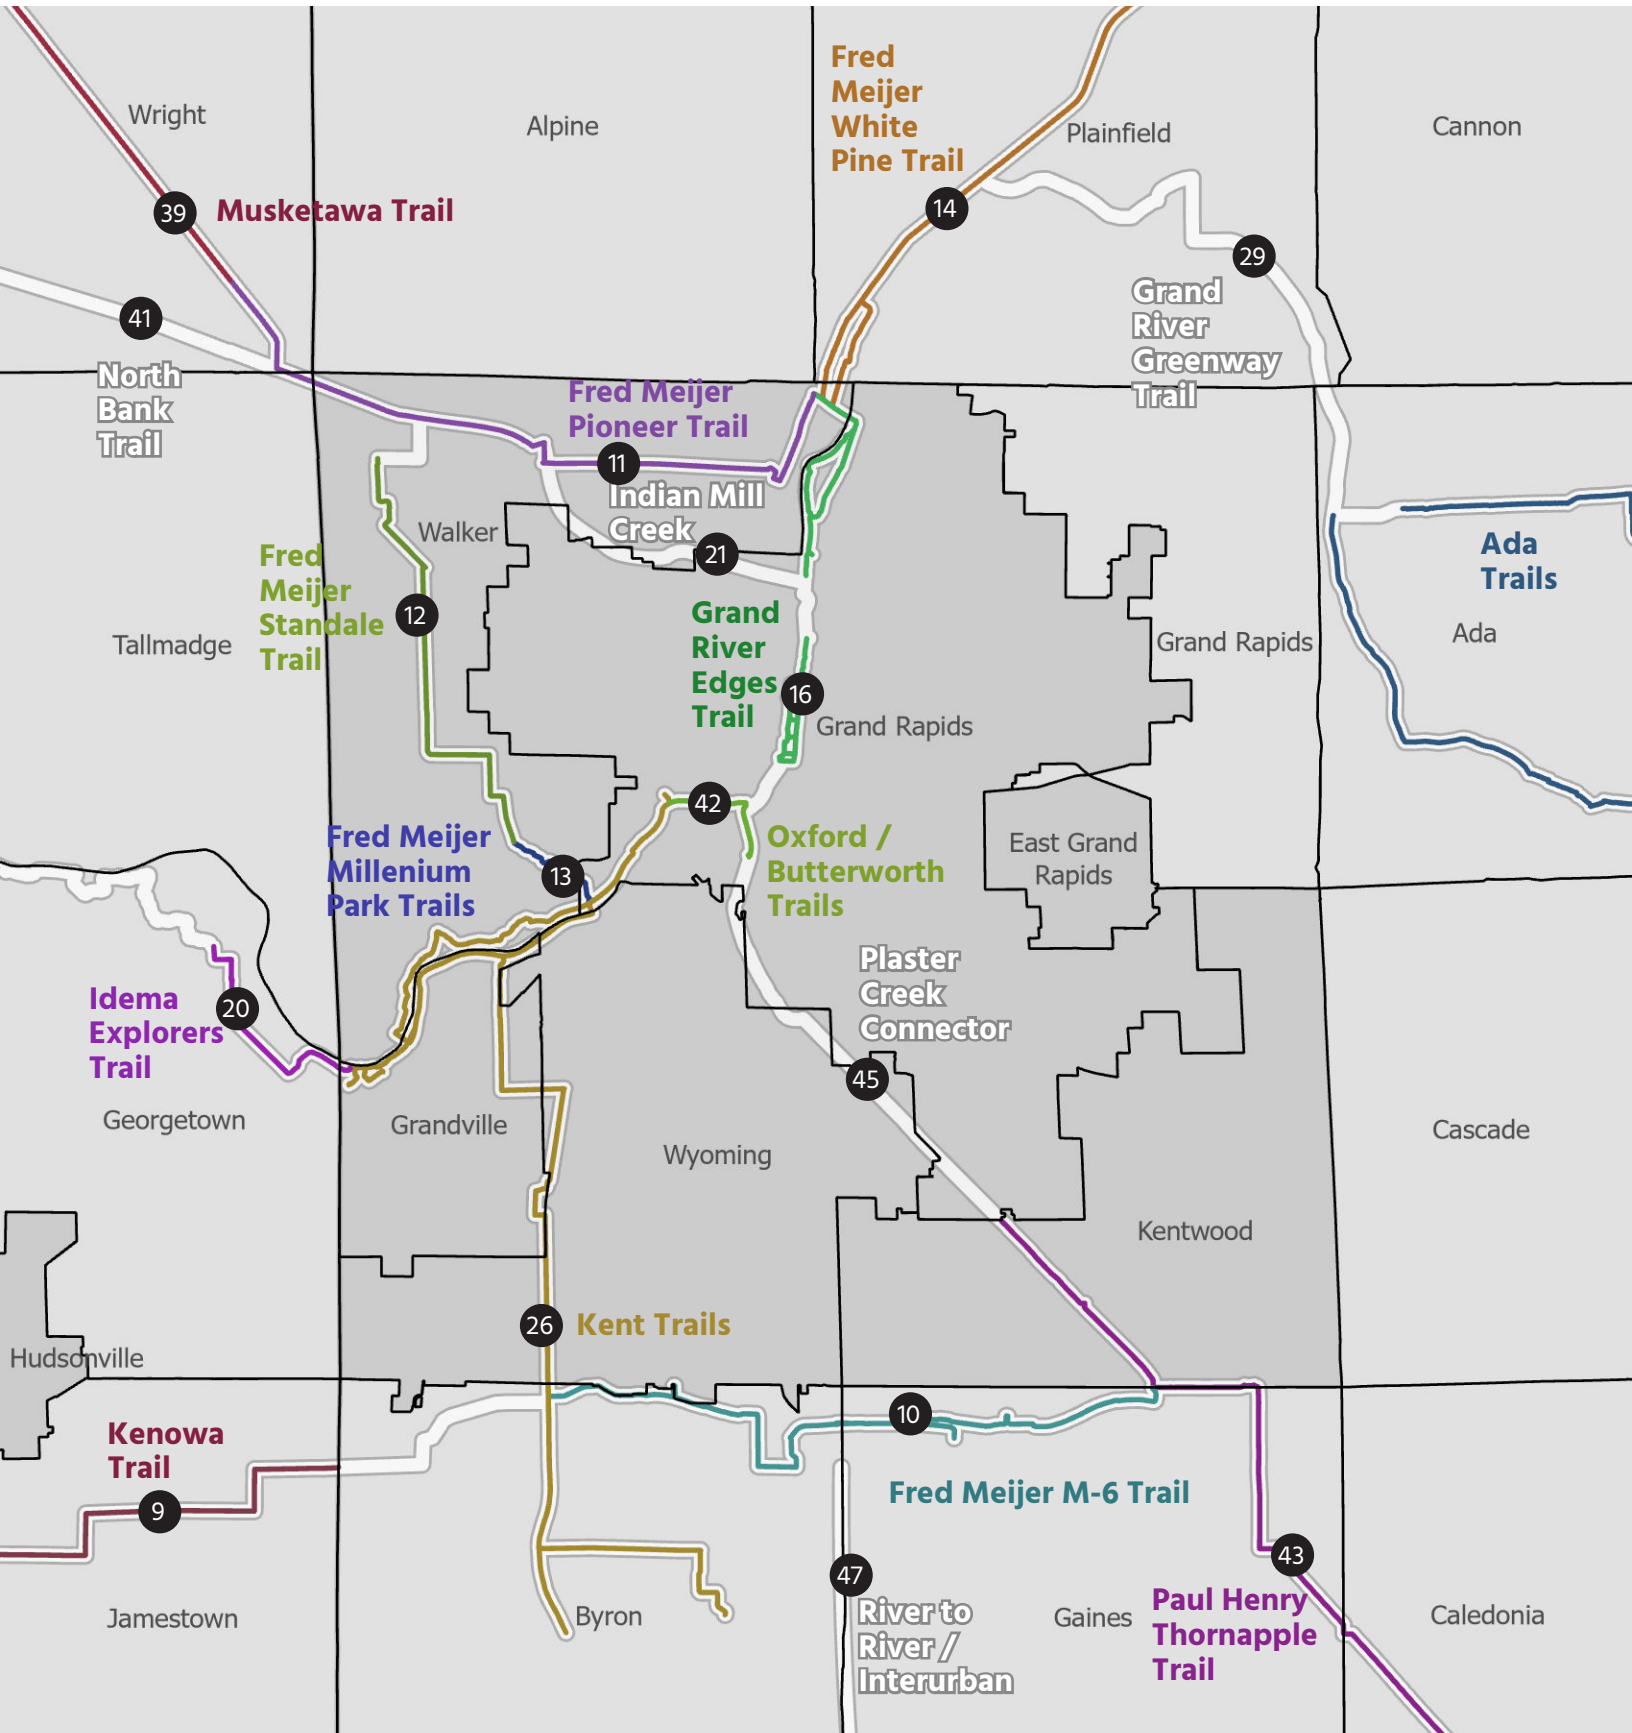 Fred
Meijer
White
Pine Trail
Wright
Alpine
Plainfield
Cannon
39
Musketawa Trail
14
29
41
Grand
River
Greenway
Trail
North
Bank
Trail
Fred Meijer
Pioneer Trail
11
Indian Mill
Creek
21
Walker
Fred
Meijer
Standale
Trail
12
Ada
Trails
Tallmadge
Grand
River
Edges
Trail
16
Grand Rapids
Grand Rapids
Ada
42
Fred Meijer
Millenium
Park Trails
13
Oxford /
Butterworth
Trails
East Grand
Rapids
Idema
Explorers
Trail
20
Plaster
Creek
Connector
45
Georgetown
Grandville
Wyoming
Cascade
Kentwood
26
Kent Trails
Hudsonville
Kenowa
Trail
9
10
Fred Meijer M-6 Trail
47
River to
River /
Interurban
43
Paul Henry
Thornapple
Trail
Jamestown
Byron
Gaines
Caledonia